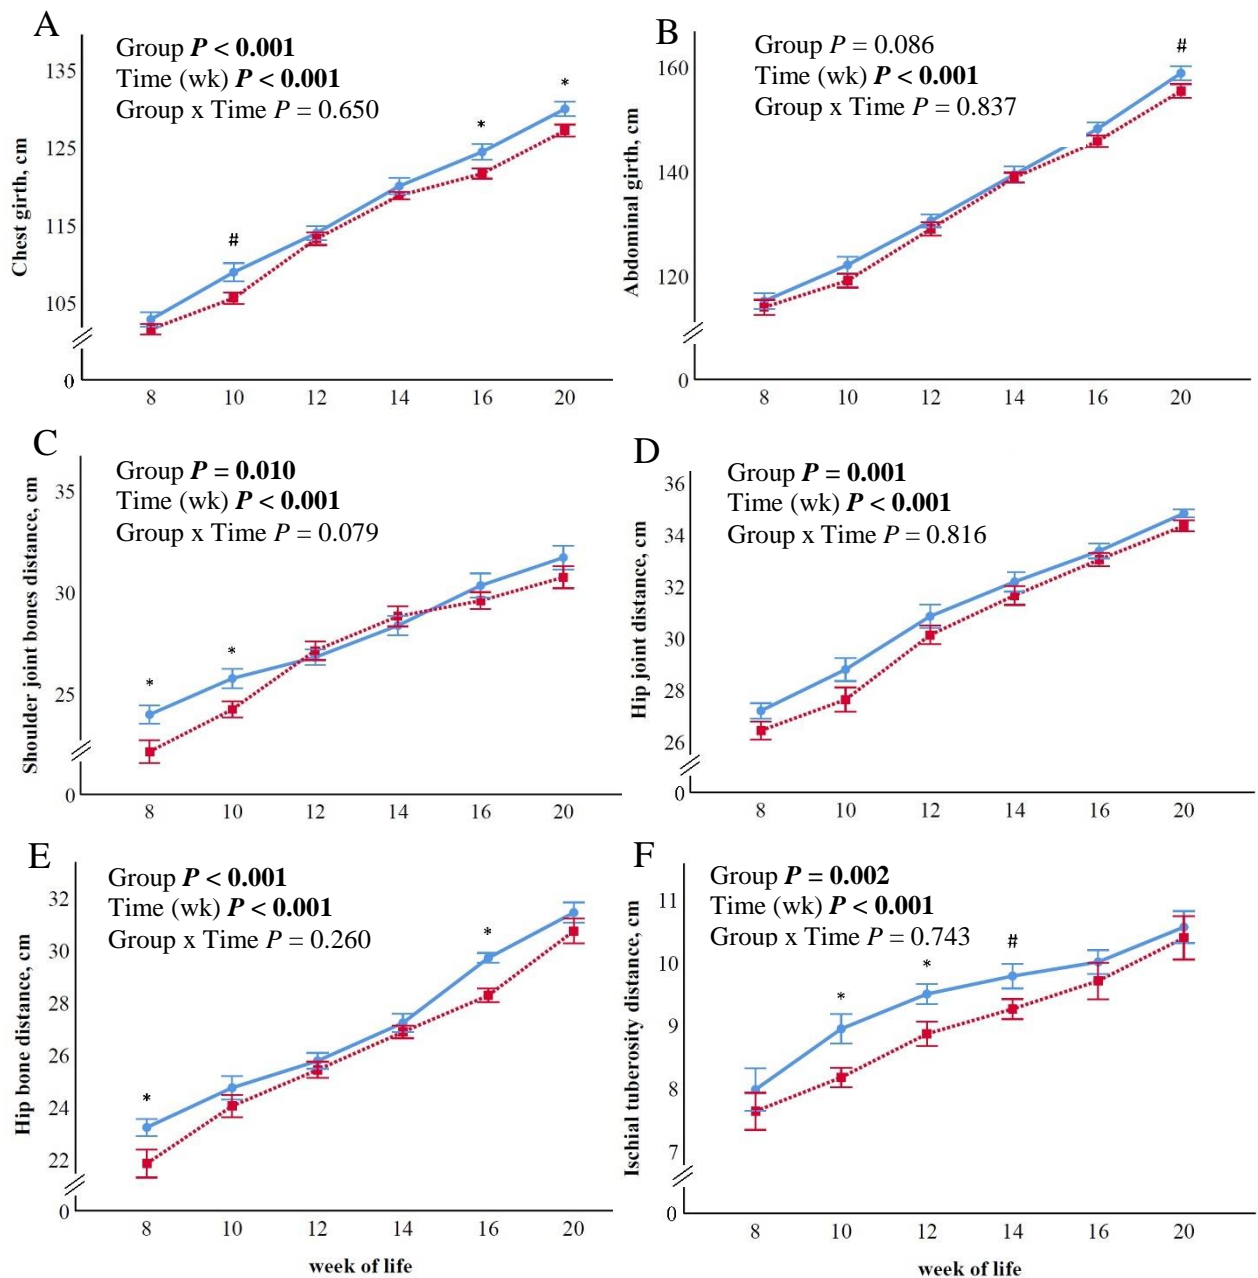 A
Group P < 0.001
Time (wk) P < 0.001
Group x Time P = 0.650
Chest girth, cm
135
125
115
105
0
#
*
*
8 10 12 14 16 20
B
Group P = 0.086
Time (wk) P < 0.001
Group x Time P = 0.837
Abdominal girth, cm
160
140
120
0
#
8 10 12 14 16 20
C
Group P = 0.010
Time (wk) P < 0.001
Group x Time P = 0.079
Shoulder joint bones distance, cm
35
30
25
0
*
*
8 10 12 14 16 20
D
Group P = 0.001
Time (wk) P < 0.001
Group x Time P = 0.816
Hip joint distance, cm
36
34
32
30
28
26
0
8 10 12 14 16 20
E
Group P < 0.001
Time (wk) P < 0.001
Group x Time P = 0.260
Hip bone distance, cm
32
30
28
26
24
22
0
*
*
8 10 12 14 16 20
week of life
F
Group P = 0.002
Time (wk) P < 0.001
Group x Time P = 0.743
Ischial tuberosity distance, cm
11
10
9
8
7
0
*
*
#
8 10 12 14 16 20
week of life